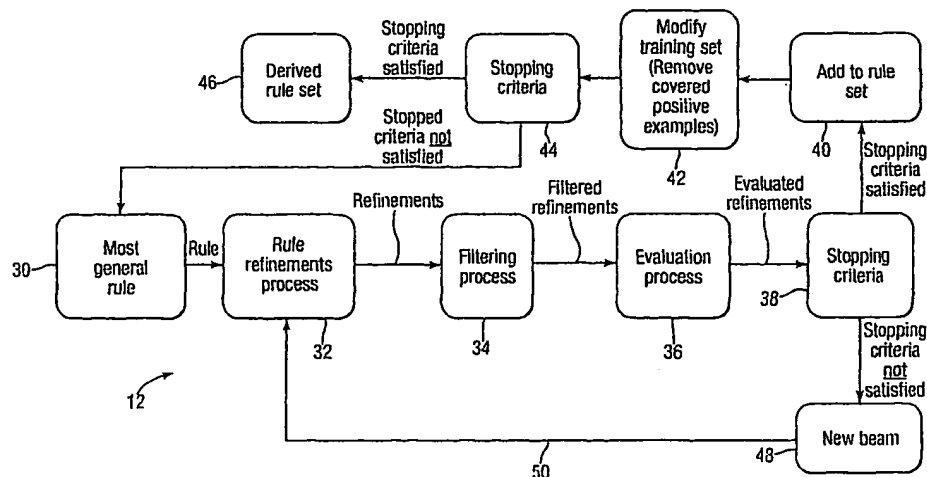 Stopping
criteria
satisfied
46
Derived
rule set
Stopping
criteria
44
Modify
training set
(Remove
covered
positive
examples)
42
Add to rule
set
40
Stopping
criteria
satisfied
Stopped
criteria not
satisfied
30
Most
general
rule
Rule
Rule
refinements
process
32
Refinements
Filtering
process
34
Filtered
refinements
Evaluation
process
36
Evaluated
refinements
Stopping
criteria
38
Stopping
criteria
not
satisfied
12
New beam
48
50